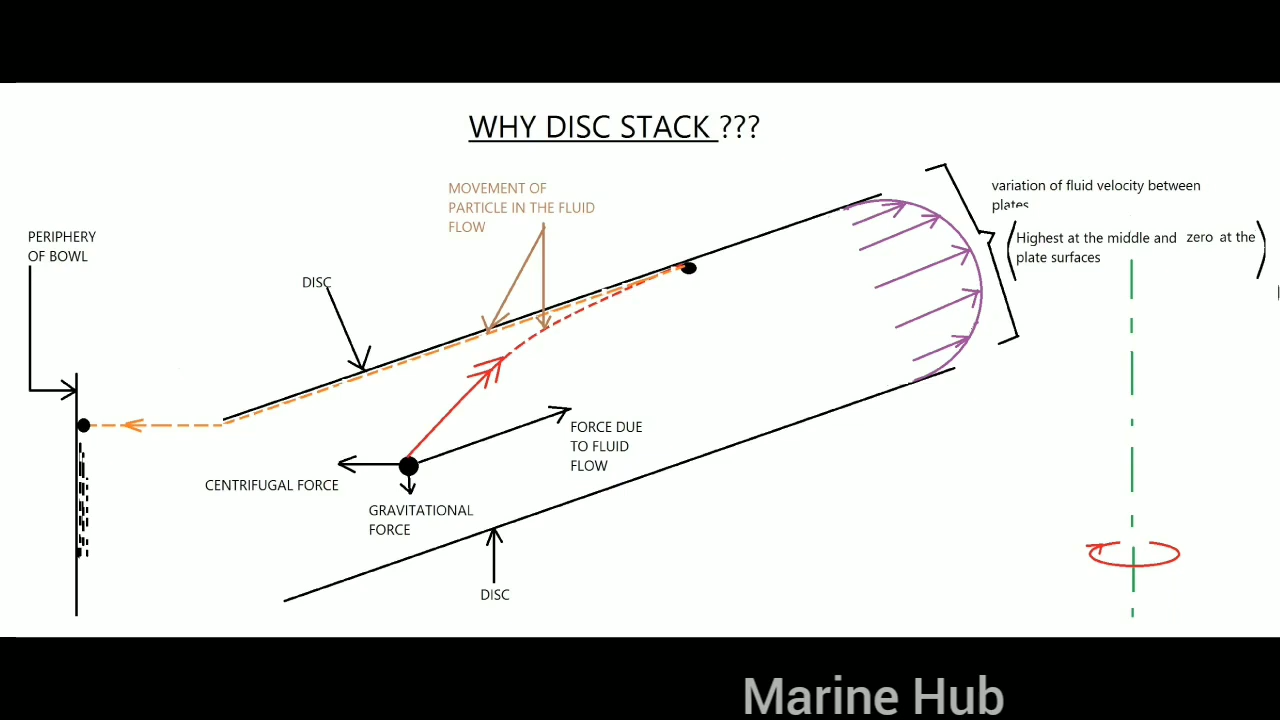 WHY DISC STACK ???
MOVEMENT OF
PARTICLE IN THE FLUID
FLOW
variation of fluid velocity between
plates
Highest at the middle and zero at the
plate surfaces
PERIPHERY
OF BOWL
DISC
FORCE DUE
TO FLUID
FLOW
CENTRIFUGAL FORCE
GRAVITATIONAL
FORCE
DISC
Marine Hub